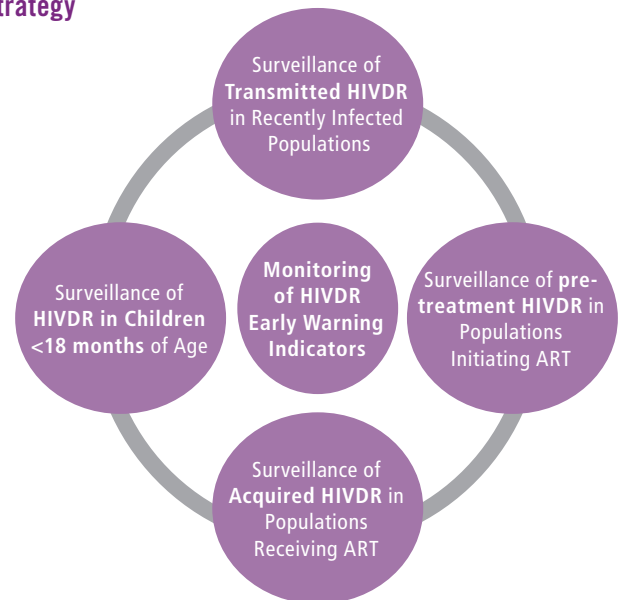 trategy
Surveillance of
Transmitted HIVDR
in Recently Infected
Populations
Surveillance of
HIVDR in Children
<18 months of Age
Monitoring
of HIVDR
Early Warning
Indicators
Surveillance of pre-
treatment HIVDR in
Populations
Initiating ART
Surveillance of
Acquired HIVDR in
Populations
Receiving ART